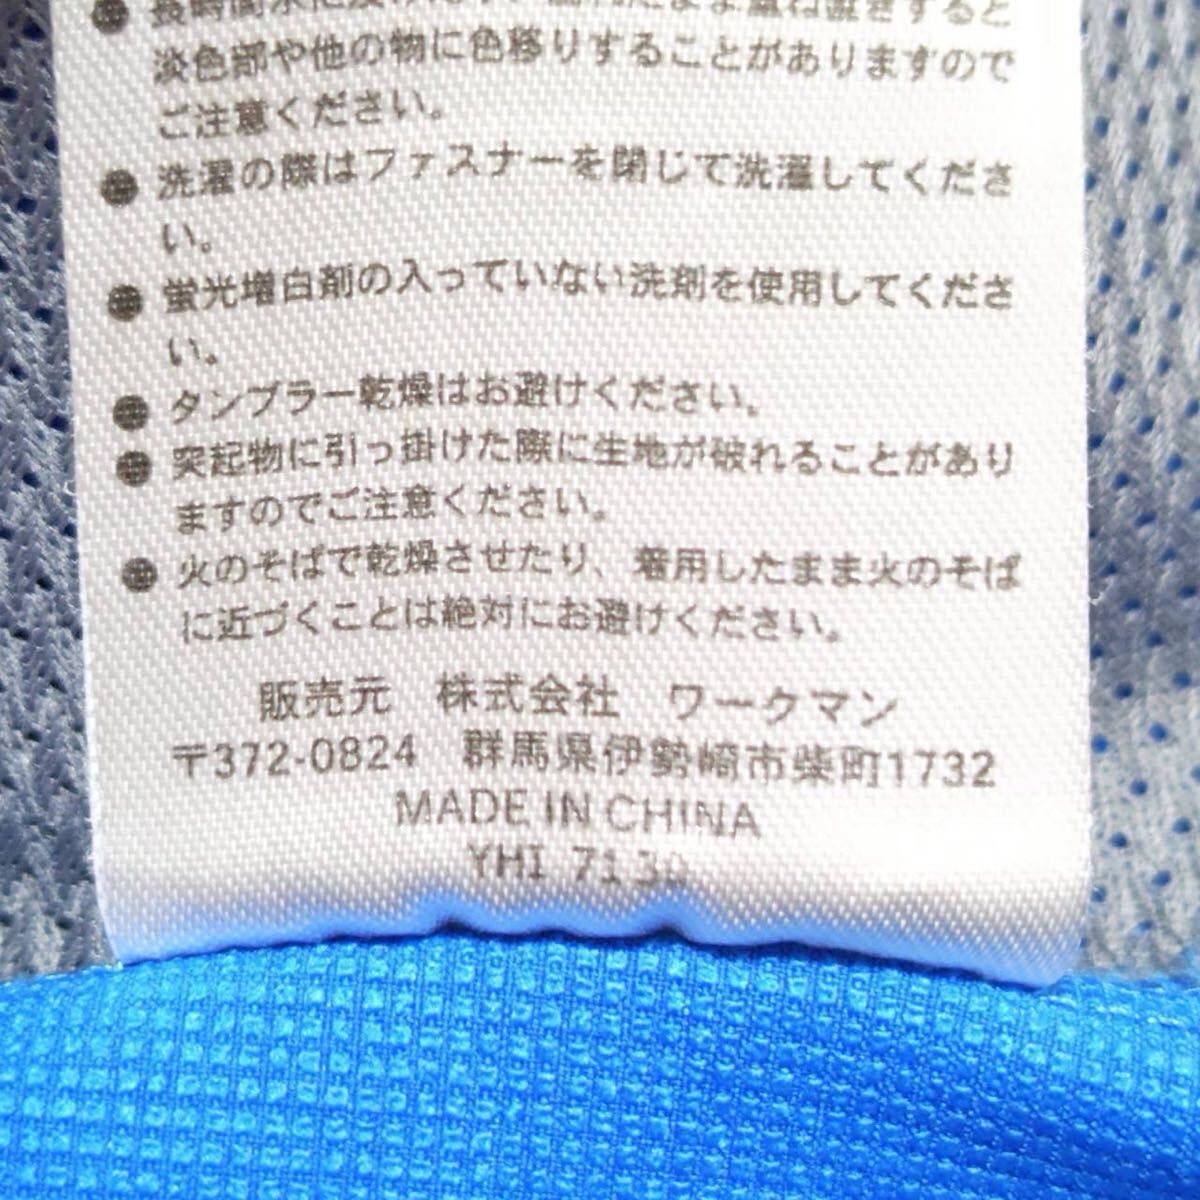 ● 長時間水に
淡色部や他の物に色移りすることがありますので
ご注意ください。
● 洗濯の際はファスナーを閉じて洗濯してくださ
い。
● 蛍光増白剤の入っていない洗剤を使用してくださ
い。
● タンブラー乾燥はお避けください。
● 突起物に引っ掛けた際に生地が破れることがあり
ますのでご注意ください。
● 火のそばで乾燥させたり、着用したまま火のそば
に近づくことは絶対にお避けください。
販売元　株式会社　ワークマン
〒372-0824　群馬県伊勢崎市柴町1732
MADE IN CHINA
YHI 7130